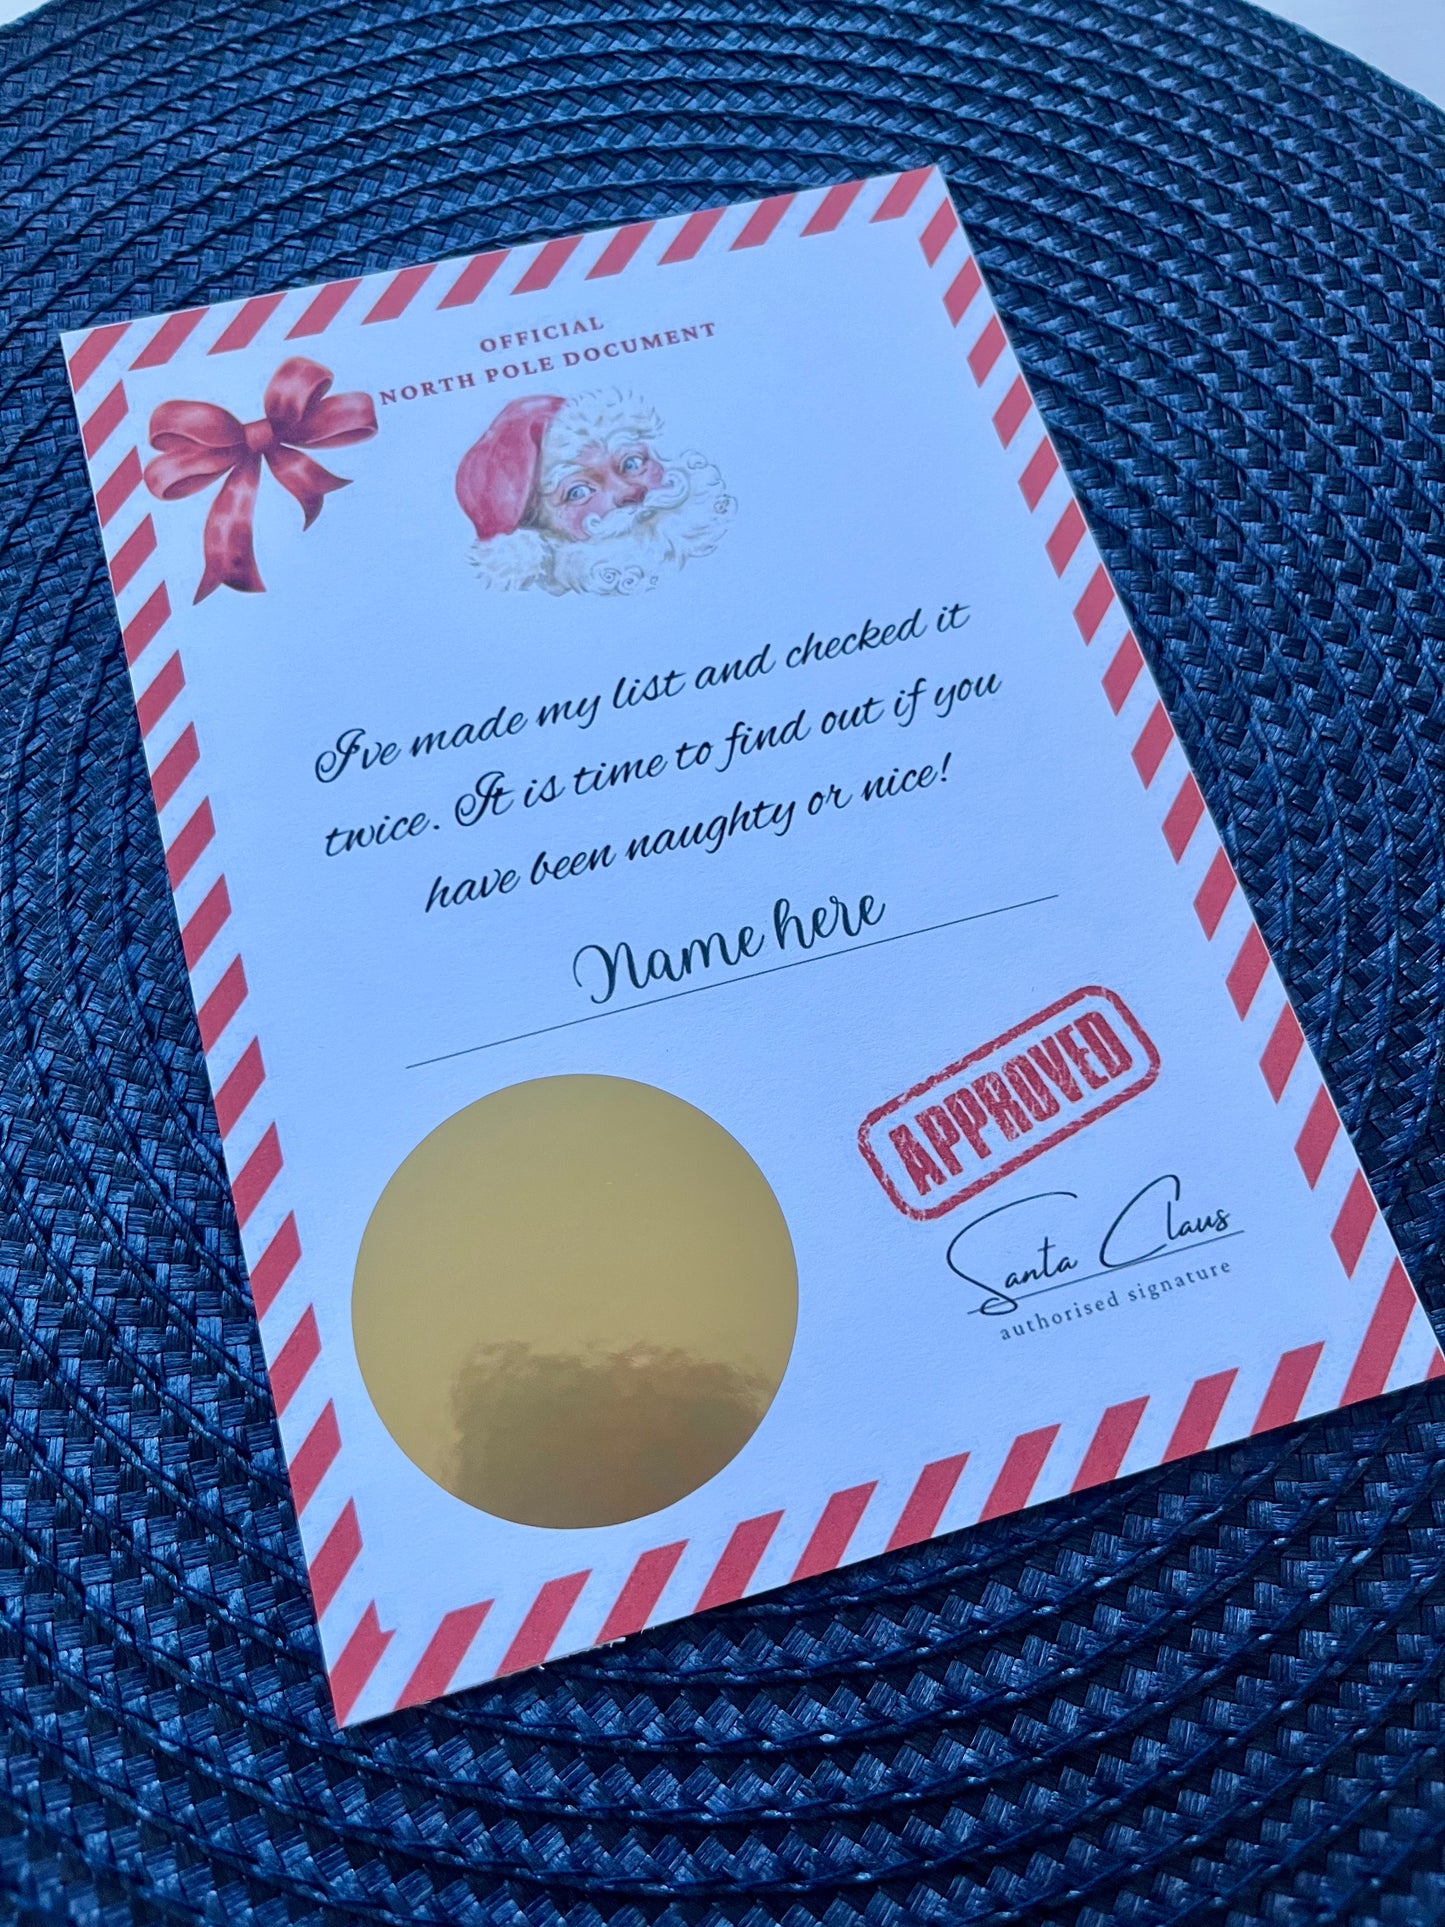 OFFICIAL
NORTH POLE DOCUMENT
I've made my list and checked it
twice. It is time to find out if you
have been naughty or nice!
Name here
APPROVED
Santa Claus
authorised signature